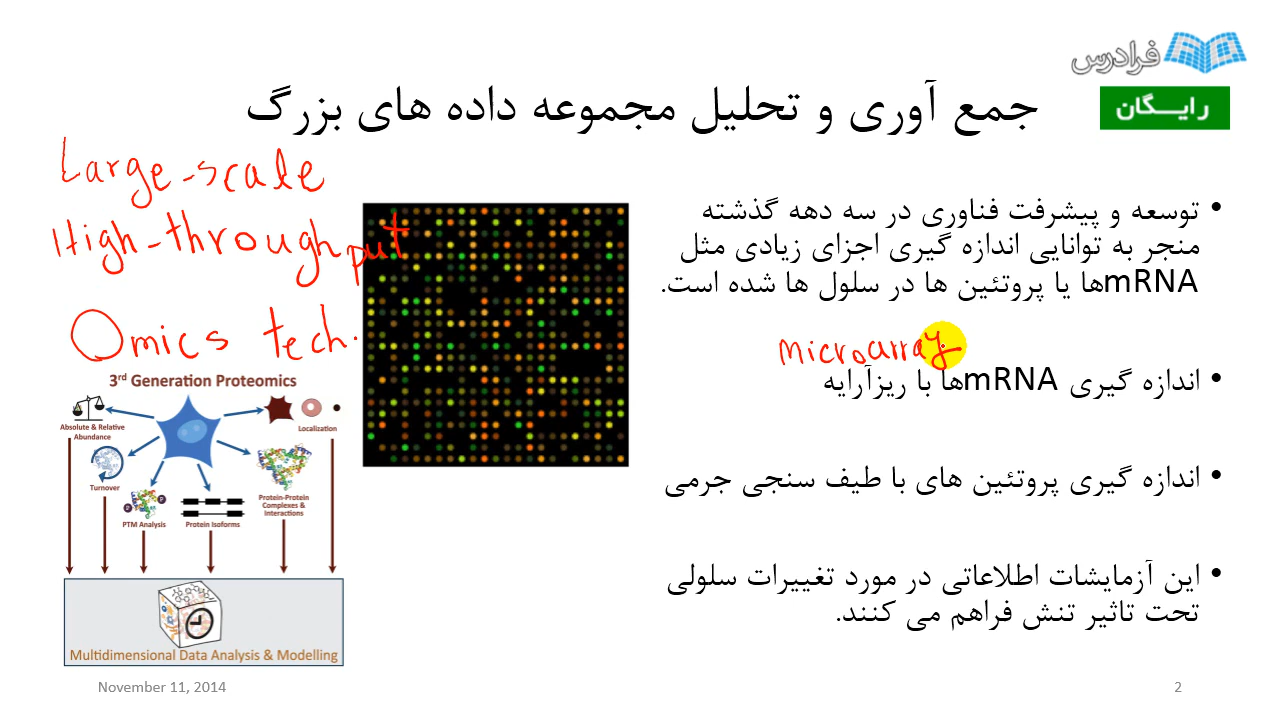 فرادرس
رایـگان
جمع آوری و تحلیل مجموعه داده های بزرگ
Large-scale
High-throughput
Omics tech.
• توسعه و پیشرفت فناوری در سه دهه گذشته
منجر به توانایی اندازه گیری اجزای زیادی مثل
mRNAها یا پروتئین ها در سلول ها شده است.
microarray
• اندازه گیری mRNAها با ریزآرایه
• اندازه گیری پروتئین های با طیف سنجی جرمی
• این آزمایشات اطلاعاتی در مورد تغییرات سلولی
تحت تاثیر تنش فراهم می کنند.
3rd Generation Proteomics
Absolute & Relative
Abundance
Localization
Turnover
PTM Analysis
P
P
Protein Isoforms
Protein-Protein
Complexes &
Interactions
Multidimensional Data Analysis & Modelling
November 11, 2014
2